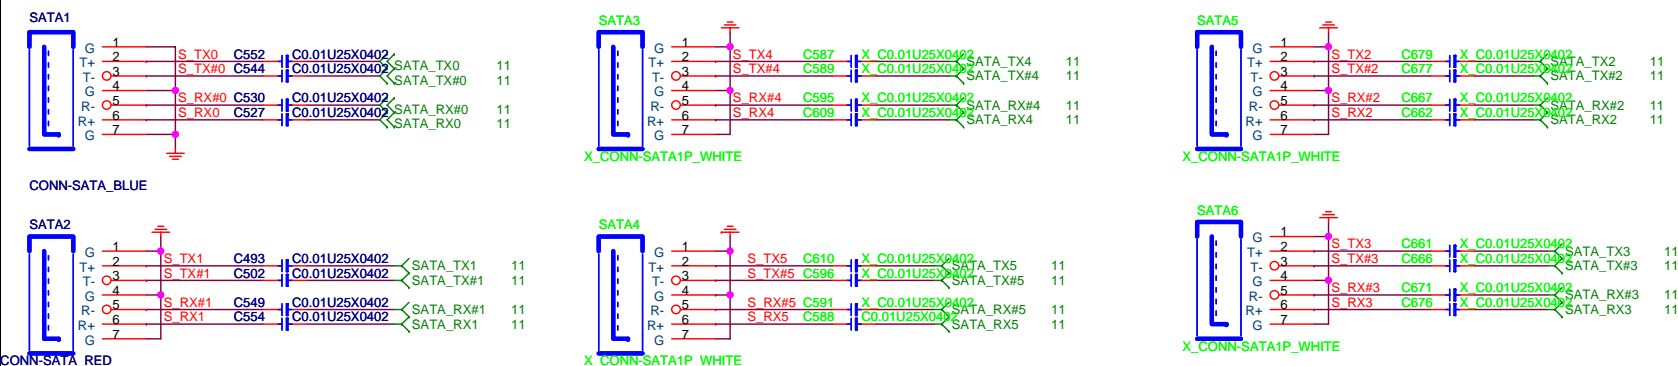 SATA1
G 1
T+ 2 S_TX0 C552 C0.01U25X0402 SATA_TX0 11
T- 3 S_TX#0 C544 C0.01U25X0402 SATA_TX#0 11
G 4
R- 5 S_RX#0 C530 C0.01U25X0402 SATA_RX#0 11
R+ 6 S_RX0 C527 C0.01U25X0402 SATA_RX0 11
G 7
CONN-SATA_BLUE
SATA3
G 1
T+ 2 S_TX4 C587 X_C0.01U25X0402 SATA_TX4 11
T- 3 S_TX#4 C589 X_C0.01U25X0402 SATA_TX#4 11
G 4
R- 5 S_RX#4 C595 X_C0.01U25X0402 SATA_RX#4 11
R+ 6 S_RX4 C609 X_C0.01U25X0402 SATA_RX4 11
G 7
X_CONN-SATA1P_WHITE
SATA5
G 1
T+ 2 S_TX2 C679 X_C0.01U25X0402 SATA_TX2 11
T- 3 S_TX#2 C677 X_C0.01U25X0402 SATA_TX#2 11
G 4
R- 5 S_RX#2 C667 X_C0.01U25X0402 SATA_RX#2 11
R+ 6 S_RX2 C662 X_C0.01U25X0402 SATA_RX2 11
G 7
X_CONN-SATA1P_WHITE
SATA2
G 1
T+ 2 S_TX1 C493 C0.01U25X0402 SATA_TX1 11
T- 3 S_TX#1 C502 C0.01U25X0402 SATA_TX#1 11
G 4
R- 5 S_RX#1 C549 C0.01U25X0402 SATA_RX#1 11
R+ 6 S_RX1 C554 C0.01U25X0402 SATA_RX1 11
G 7
CONN-SATA_RED
SATA4
G 1
T+ 2 S_TX5 C610 X_C0.01U25X0402 SATA_TX5 11
T- 3 S_TX#5 C596 X_C0.01U25X0402 SATA_TX#5 11
G 4
R- 5 S_RX#5 C591 X_C0.01U25X0402 SATA_RX#5 11
R+ 6 S_RX5 C588 C0.01U25X0402 SATA_RX5 11
G 7
X_CONN-SATA1P_WHITE
SATA6
G 1
T+ 2 S_TX3 C661 X_C0.01U25X0402 SATA_TX3 11
T- 3 S_TX#3 C666 X_C0.01U25X0402 SATA_TX#3 11
G 4
R- 5 S_RX#3 C671 X_C0.01U25X0402 SATA_RX#3 11
R+ 6 S_RX3 C676 X_C0.01U25X0402 SATA_RX3 11
G 7
X_CONN-SATA1P_WHITE